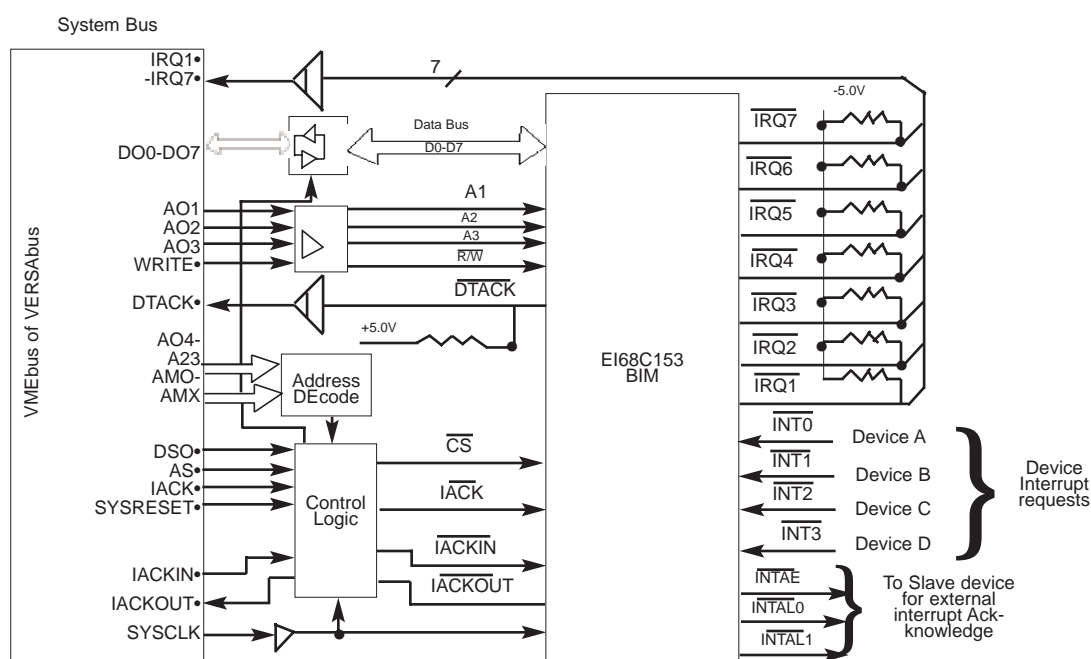 System Bus
VMEbus of VERSAbus
IRQ1•
-IRQ7•
DO0-DO7
AO1
AO2
AO3
WRITE•
DTACK•
AO4-
A23
AMO-
AMX
DSO•
AS•
IACK•
SYSRESET•
IACKIN•
IACKOUT•
SYSCLK
7
Data Bus
D0-D7
A1
A2
A3
R/W
DTACK
+5.0V
Address
DEcode
Control
Logic
CS
IACK
IACKIN
IACKOUT
EI68C153
BIM
-5.0V
IRQ7
IRQ6
IRQ5
IRQ4
IRQ3
IRQ2
IRQ1
INT0
Device A
INT1
Device B
INT2
Device C
INT3
Device D
Device
Interrupt
requests
INTAE
INTAL0
INTAL1
To Slave device
for external
interrupt Ack-
knowledge